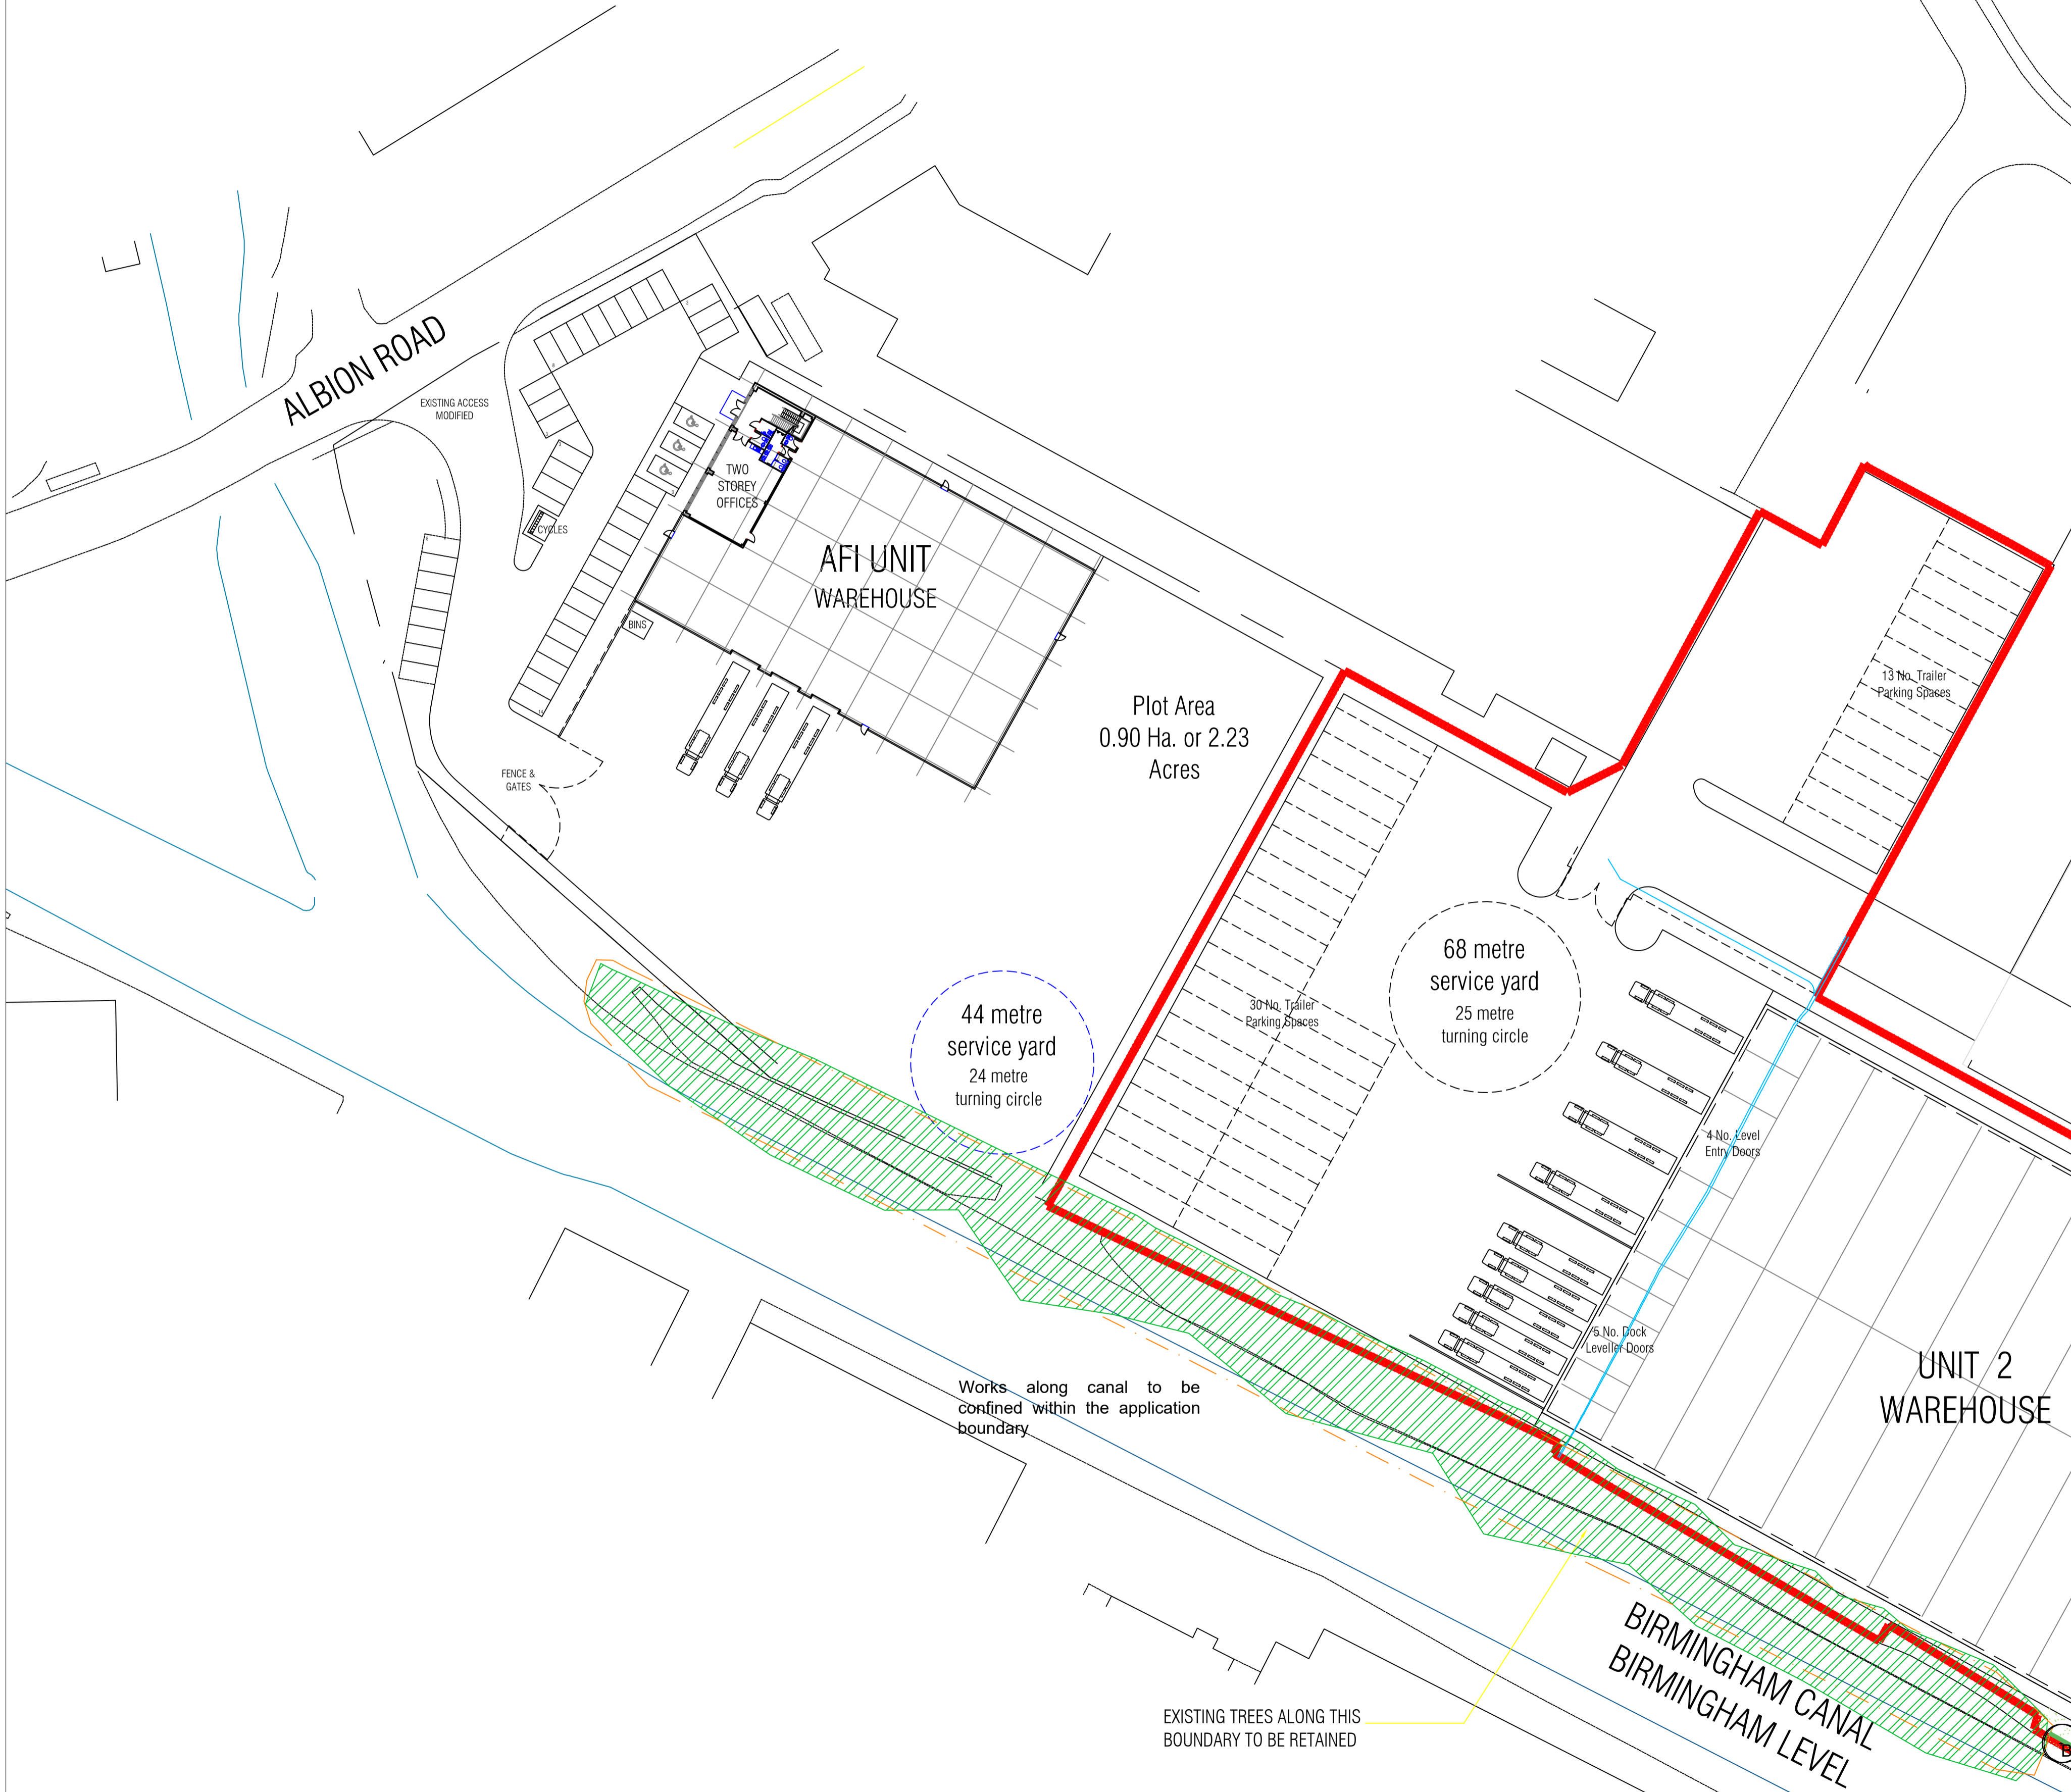 ALBION ROAD
EXISTING ACCESS
MODIFIED
CYCLES
TWO
STOREY
OFFICES
AFI UNIT
WAREHOUSE
BINS
FENCE &
GATES
Plot Area
0.90 Ha. or 2.23
Acres
13 No. Trailer
Parking Spaces
44 metre
service yard
24 metre
turning circle
30 No. Trailer
Parking Spaces
68 metre
service yard
25 metre
turning circle
4 No. Level
Entry Doors
5 No. Dock
Leveller Doors
UNIT 2
WAREHOUSE
Works along canal to be
confined within the application
boundary
EXISTING TREES ALONG THIS
BOUNDARY TO BE RETAINED
BIRMINGHAM CANAL
BIRMINGHAM LEVEL